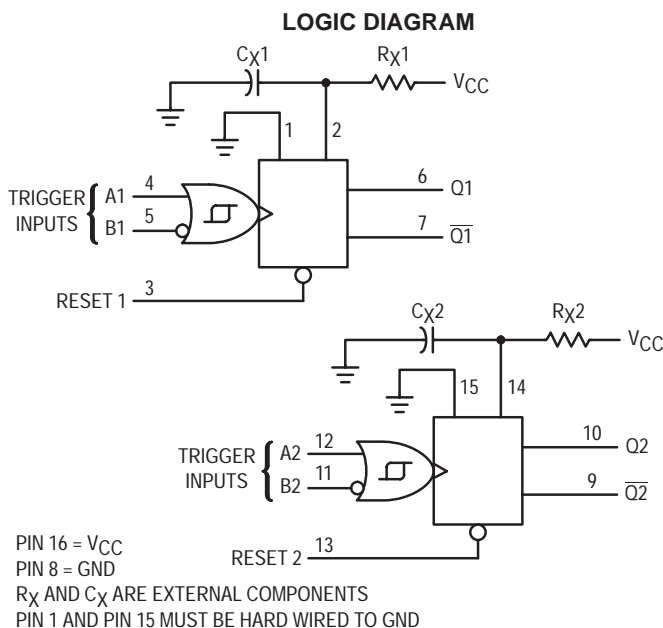 LOGIC DIAGRAM
CX1
RX1
VCC
1
2
TRIGGER INPUTS
A1
4
B1
5
6
Q1
7
Q1
RESET 1
3
CX2
RX2
VCC
15
14
TRIGGER INPUTS
A2
12
B2
11
10
Q2
9
Q2
RESET 2
13
PIN 16 = VCC
PIN 8 = GND
RX AND CX ARE EXTERNAL COMPONENTS
PIN 1 AND PIN 15 MUST BE HARD WIRED TO GND